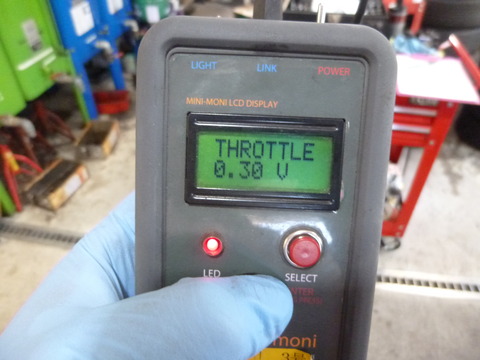 LIGHT LINK POWER
MINI-MONI LCD DISPLAY
THROTTLE
0.30 V
LED SELECT
moni